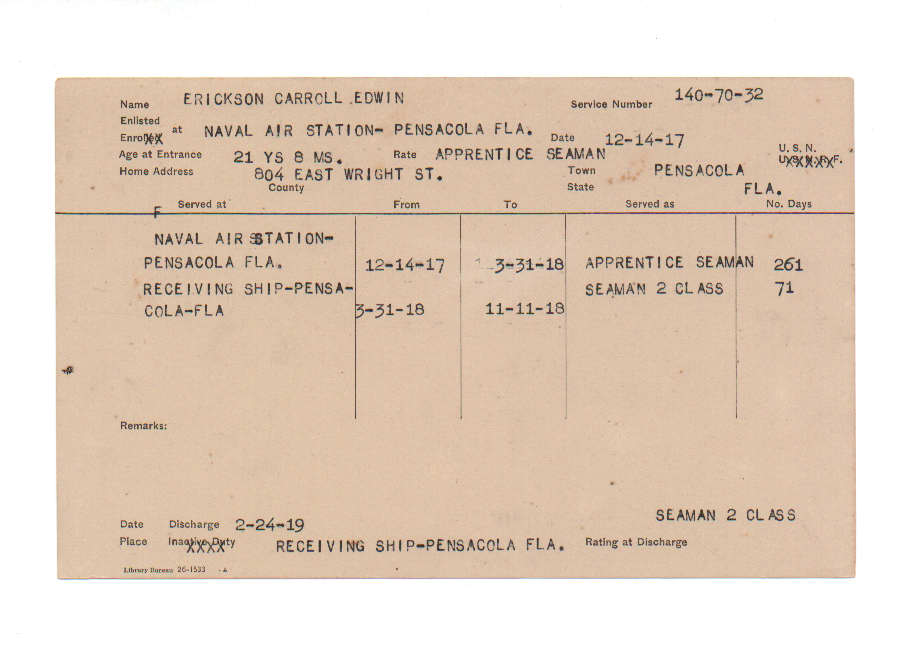 Name ERICKSON CARROLL EDWIN Service Number 140-70-32
Enlisted
Enrolled at NAVAL AIR STATION- PENSACOLA FLA. Date 12-14-17
Age at Entrance 21 YS 8 MS. Rate APPRENTICE SEAMAN U. S. N.
U. S. N. R. F.
Home Address 804 EAST WRIGHT ST. Town PENSACOLA
County State FLA.
F Served at From To Served as No. Days
NAVAL AIR STATION-
PENSACOLA FLA. 12-14-17 3-31-18 APPRENTICE SEAMAN 261
RECEIVING SHIP-PENSA- SEAMAN 2 CLASS 71
COLA-FLA 3-31-18 11-11-18
Remarks:
SEAMAN 2 CLASS
Date Discharge 2-24-19
Place Inactive Duty RECEIVING SHIP-PENSACOLA FLA. Rating at Discharge
Library Bureau 26-1533